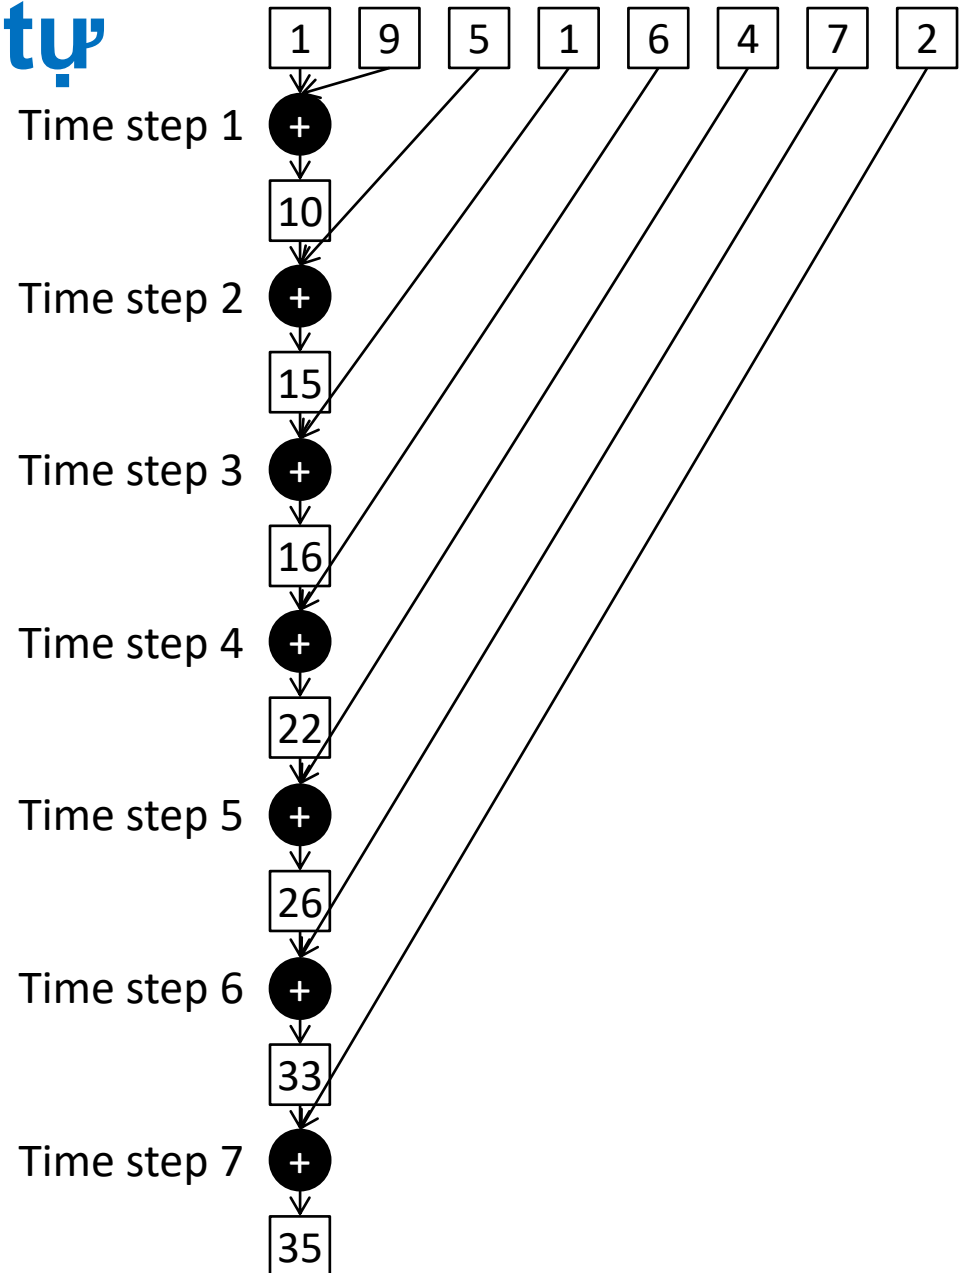 tự
1 9 5 1 6 4 7 2
Time step 1 +
10
Time step 2 +
15
Time step 3 +
16
Time step 4 +
22
Time step 5 +
26
Time step 6 +
33
Time step 7 +
35